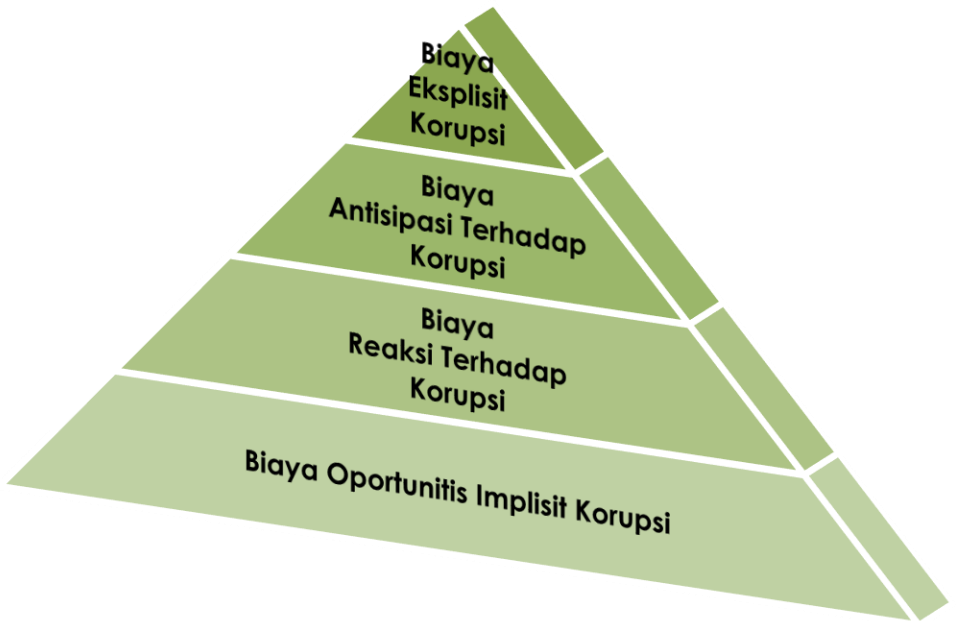 Biaya
Eksplisit
Korupsi
Biaya
Antisipasi Terhadap
Korupsi
Biaya
Reaksi Terhadap
Korupsi
Biaya Oportunitis Implisit Korupsi